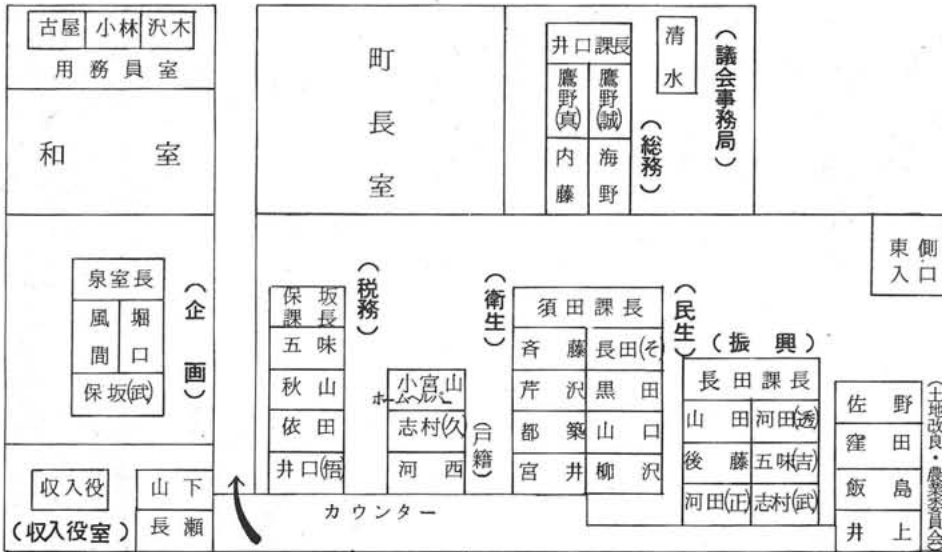 古屋 小林 沢木
用務員室
和室
泉室長
風間 堀口
保坂(武)
(企画)
収入役
(収入役室)
山下
長瀬
町長室
井口課長
鷹野(真) 鷹野(誠)
内藤 海野
(総務)
清水
(議会事務局)
東側
入口
保坂
課長
五味
秋山
依田
井口(悟)
(税務)
小宮山
ホームヘルパー
志村(久)
河西
(戸籍)
(衛生)
須田課長
斉藤 長田(そ)
芹沢 黒田
都築 山口
宮井 柳沢
(民生)
(振興)
長田課長
山田 河田(透)
後藤 五味(吉)
河田(正) 志村(武)
佐野
窪田
飯島
井上
(土地改良・農業委員会)
カウンター